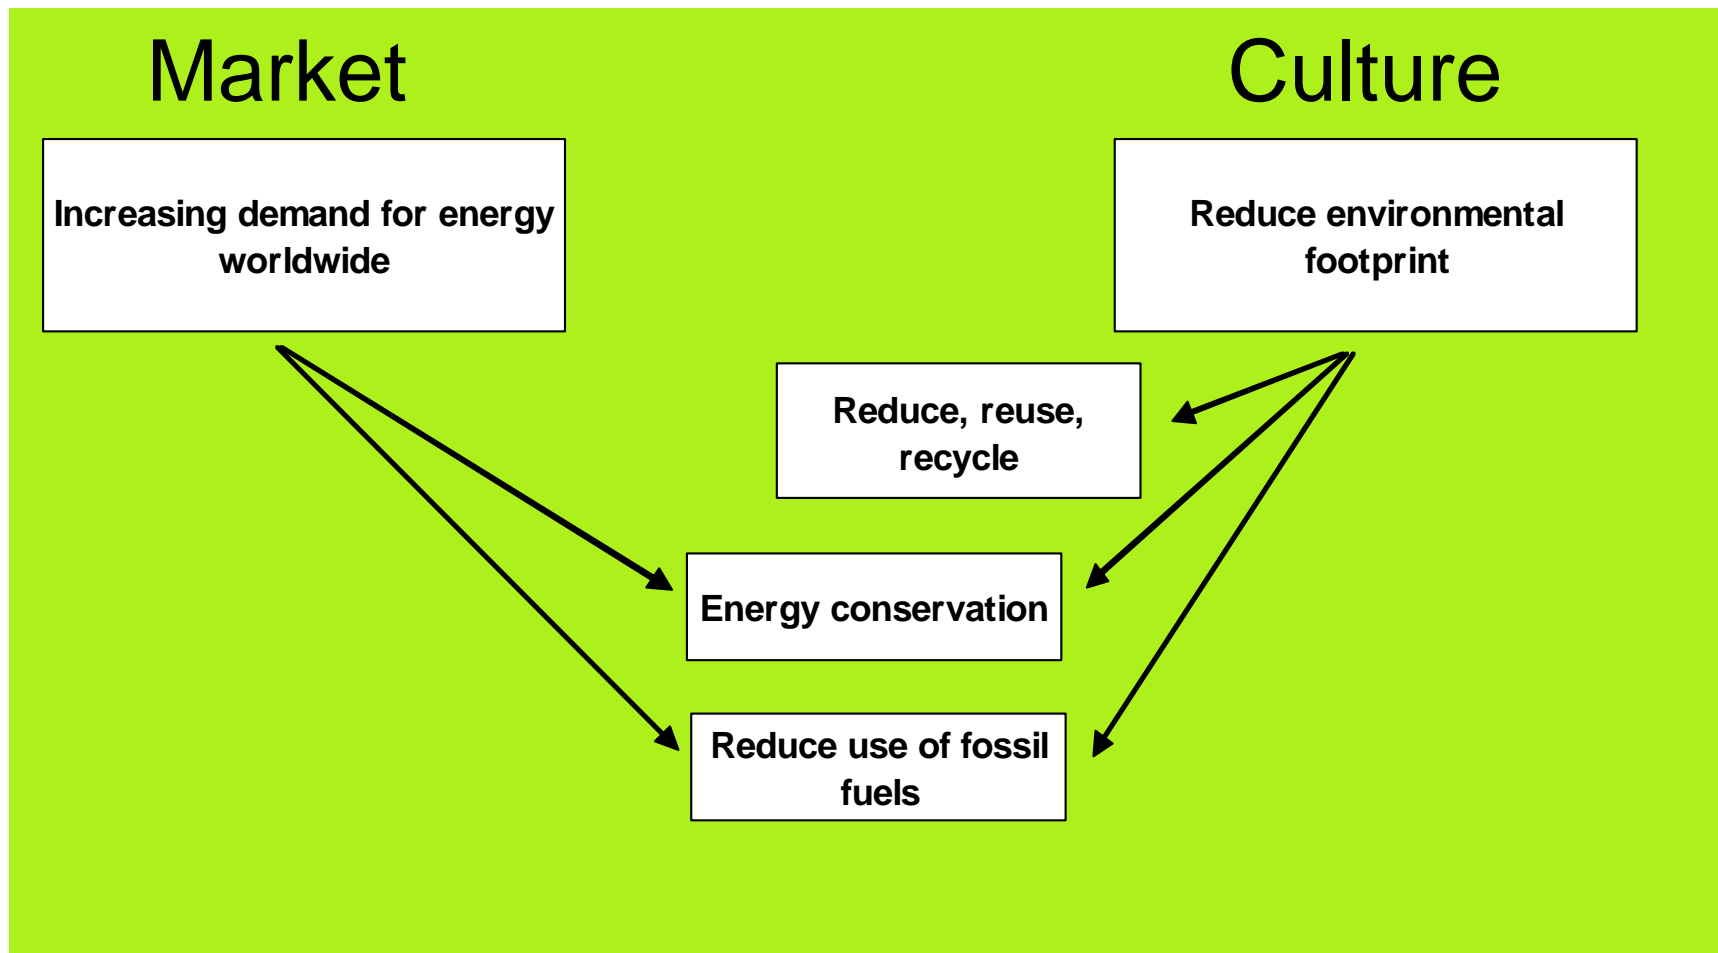 Market
Culture
Increasing demand for energy
worldwide
Reduce environmental
footprint
Reduce, reuse,
recycle
Energy conservation
Reduce use of fossil
fuels